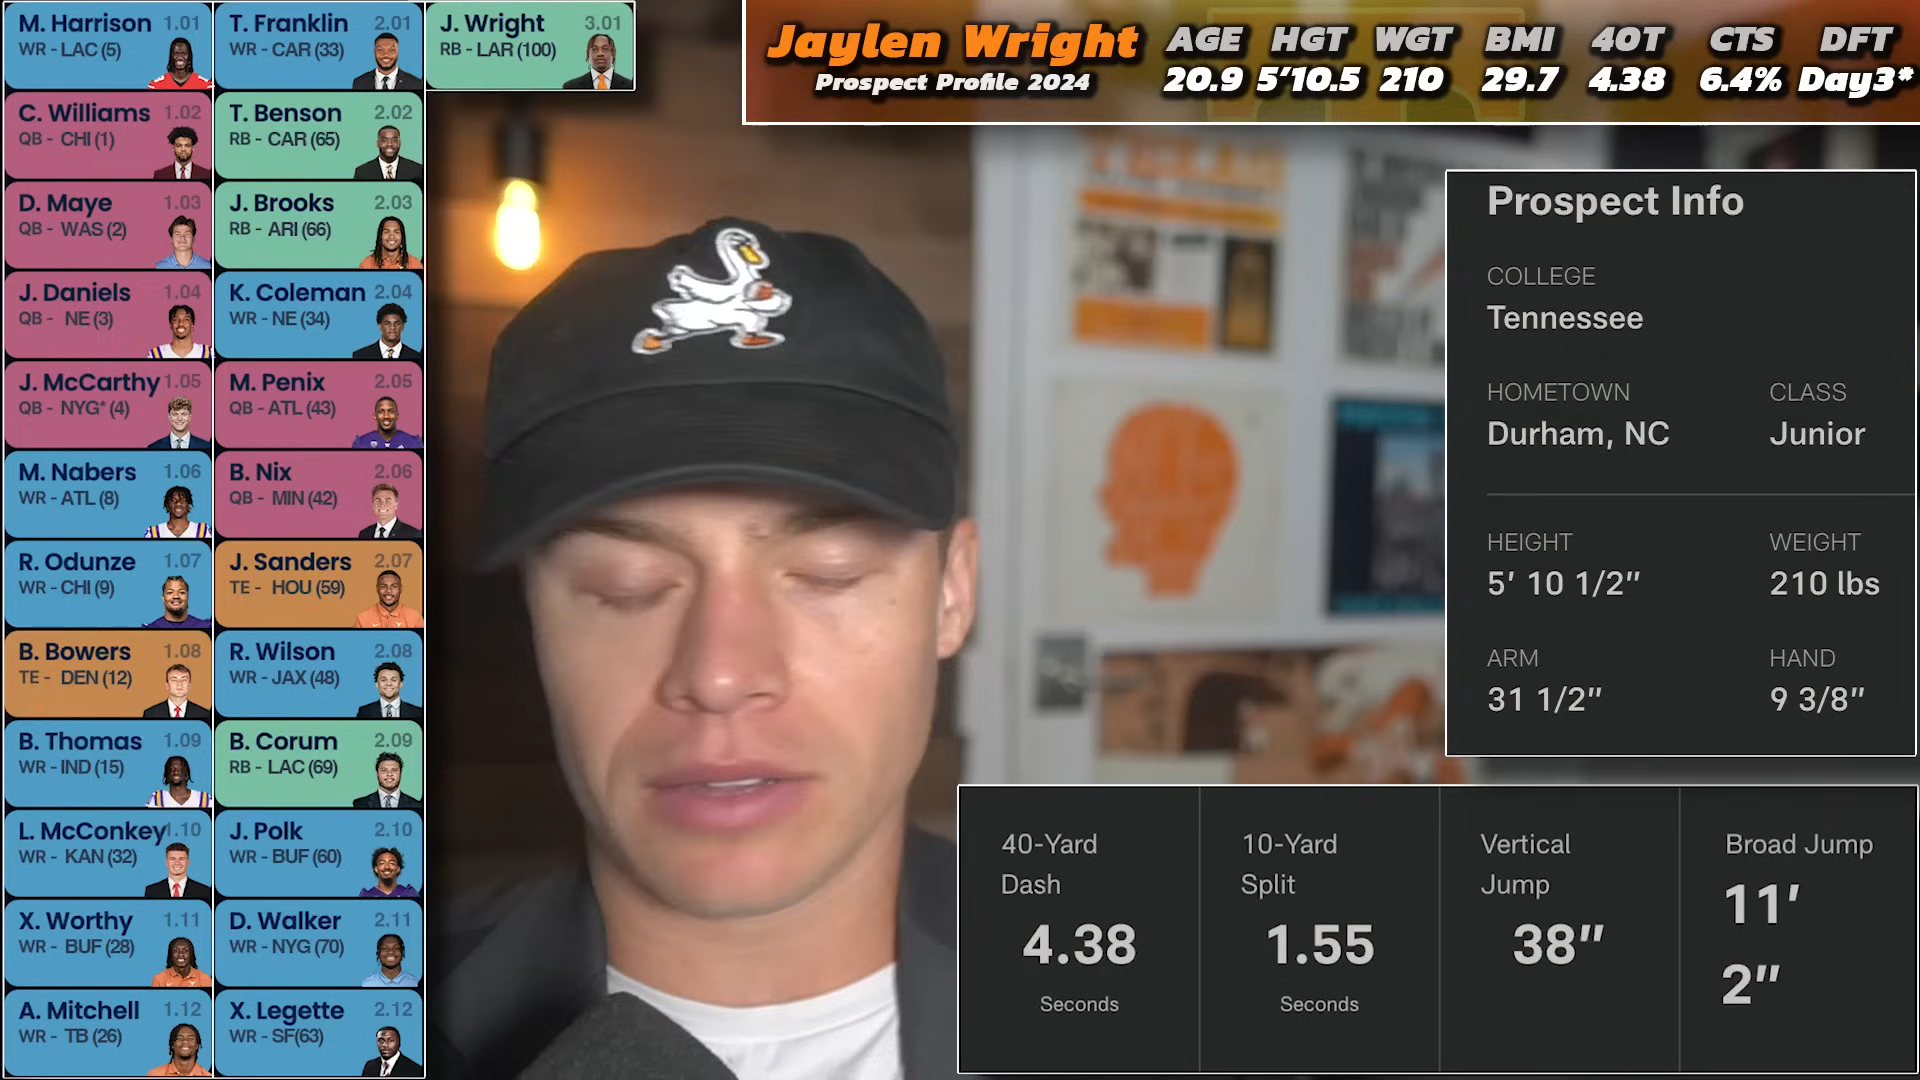 M. Harrison 1.01
WR - LAC (5)
C. Williams 1.02
QB - CHI (1)
D. Maye 1.03
QB - WAS (2)
J. Daniels 1.04
QB - NE (3)
J. McCarthy 1.05
QB - NYG* (4)
M. Nabers 1.06
WR - ATL (8)
R. Odunze 1.07
WR - CHI (9)
B. Bowers 1.08
TE - DEN (12)
B. Thomas 1.09
WR - IND (15)
L. McConkey 1.10
WR - KAN (32)
X. Worthy 1.11
WR - BUF (28)
A. Mitchell 1.12
WR - TB (26)
T. Franklin 2.01
WR - CAR (33)
T. Benson 2.02
RB - CAR (65)
J. Brooks 2.03
RB - ARI (66)
K. Coleman 2.04
WR - NE (34)
M. Penix 2.05
QB - ATL (43)
B. Nix 2.06
QB - MIN (42)
J. Sanders 2.07
TE - HOU (59)
R. Wilson 2.08
WR - JAX (48)
B. Corum 2.09
RB - LAC (69)
J. Polk 2.10
WR - BUF (60)
D. Walker 2.11
WR - NYG (70)
X. Legette 2.12
WR - SF(63)
J. Wright 3.01
RB - LAR (100)
Jaylen Wright
Prospect Profile 2024
AGE HGT WGT BMI 40T CTS DFT
20.9 5'10.5 210 29.7 4.38 6.4% Day3*
Prospect Info
COLLEGE
Tennessee
HOMETOWN CLASS
Durham, NC Junior
HEIGHT WEIGHT
5' 10 1/2" 210 lbs
ARM HAND
31 1/2" 9 3/8"
40-Yard
Dash
4.38
Seconds
10-Yard
Split
1.55
Seconds
Vertical
Jump
38"
Broad Jump
11'
2"